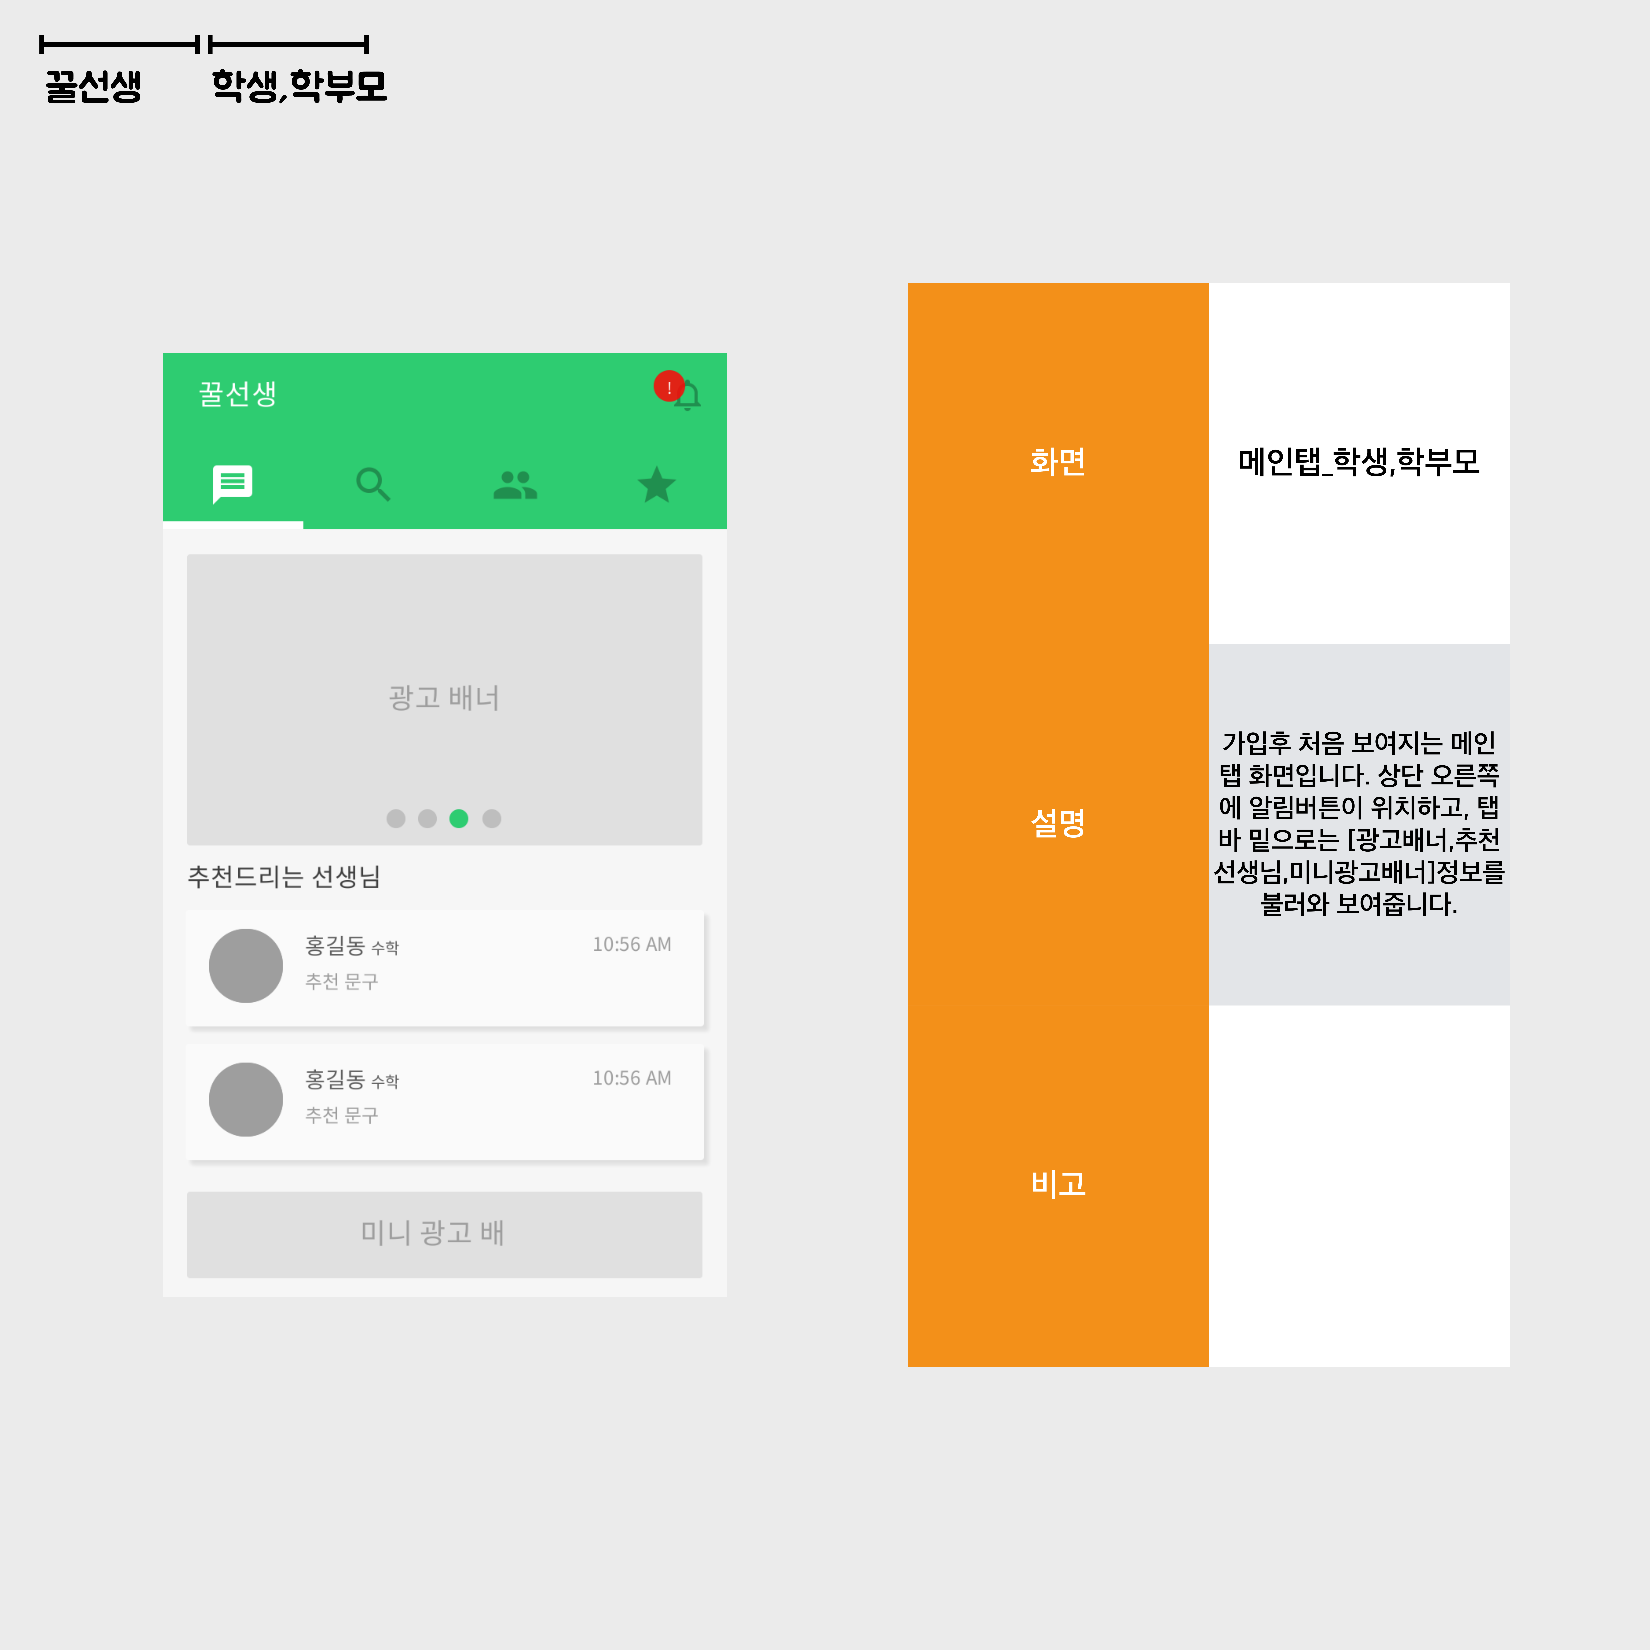 꿀선생
학생,학부모
꿀선생
!
광고 배너
추천드리는 선생님
홍길동 수학
10:56 AM
추천 문구
홍길동 수학
10:56 AM
추천 문구
미니 광고 배
화면
메인탭_학생,학부모
설명
가입후 처음 보여지는 메인
탭 화면입니다. 상단 오른쪽
에 알림버튼이 위치하고, 탭
바 밑으로는 [광고배너,추천
선생님,미니광고배너]정보를
불러와 보여줍니다.
비고